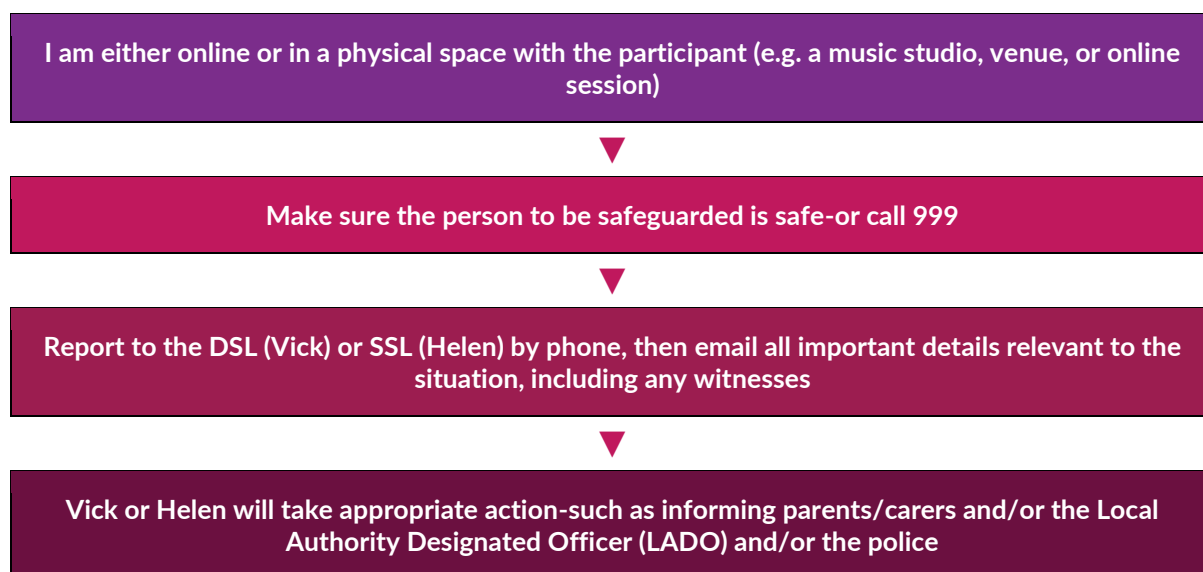 I am either online or in a physical space with the participant (e.g. a music studio, venue, or online
session)
Make sure the person to be safeguarded is safe-or call 999
Report to the DSL (Vick) or SSL (Helen) by phone, then email all important details relevant to the
situation, including any witnesses
Vick or Helen will take appropriate action-such as informing parents/carers and/or the Local
Authority Designated Officer (LADO) and/or the police